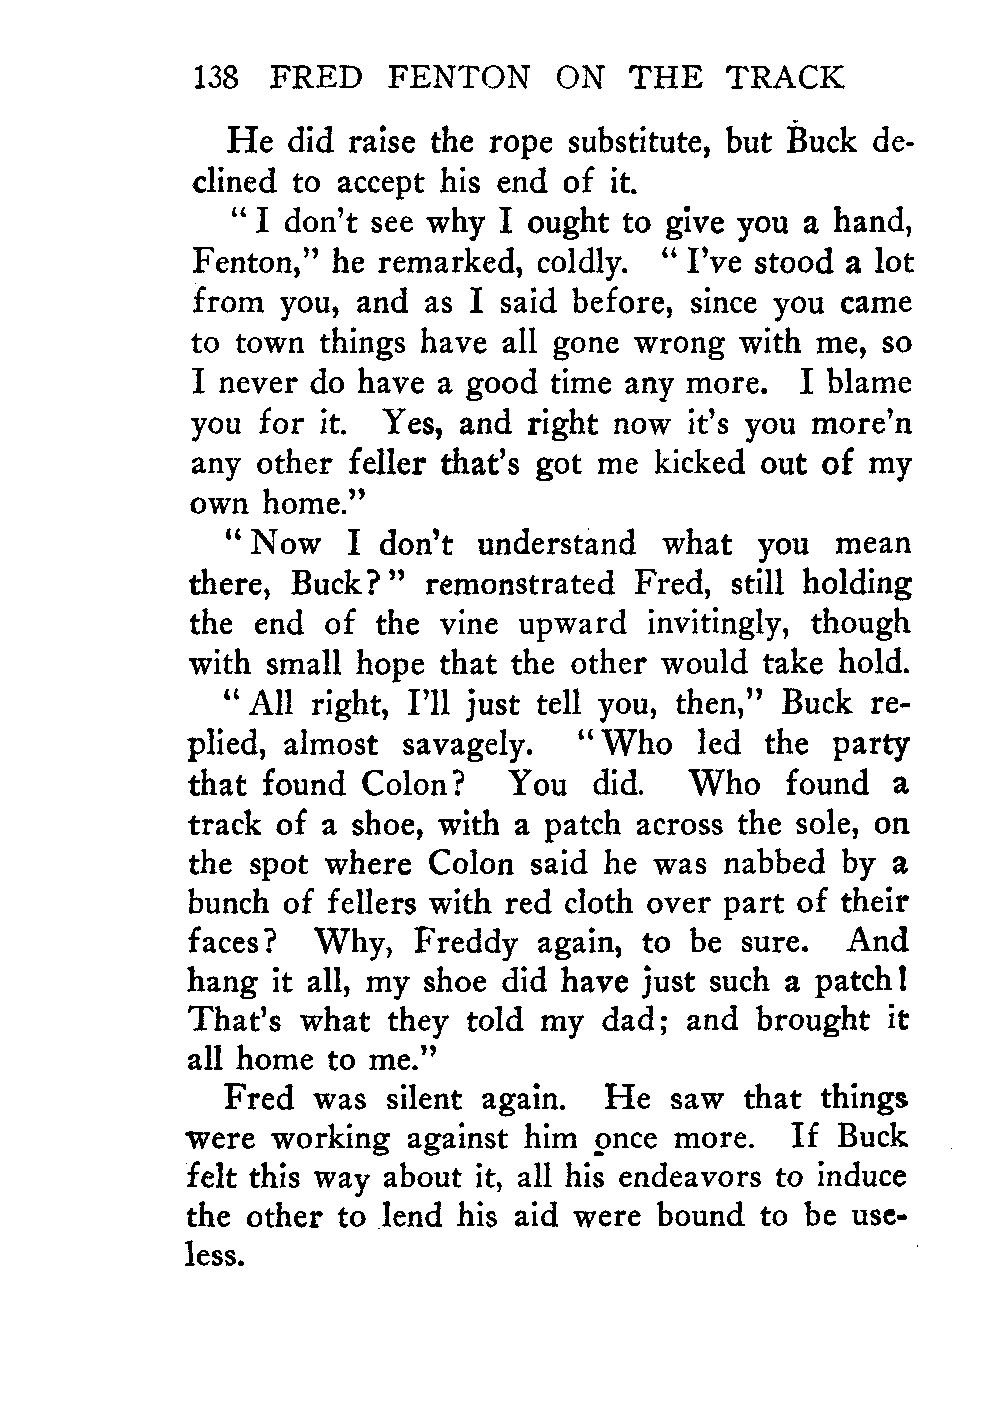 138 FRED FENTON ON THE TRACK
He did raise the rope substitute, but Buck de-
clined to accept his end of it.
“ I don’t see why I ought to give you a hand,
Fenton,” he remarked, coldly. “ I’ve stood a lot
from you, and as I said before, since you came
to town things have all gone wrong with me, so
I never do have a good time any more. I blame
you for it. Yes, and right now it’s you more’n
any other feller that’s got me kicked out of my
own home.”
“ Now I don’t understand what you mean
there, Buck? ” remonstrated Fred, still holding
the end of the vine upward invitingly, though
with small hope that the other would take hold.
“ All right, I’ll just tell you, then,” Buck re-
plied, almost savagely. “ Who led the party
that found Colon? You did. Who found a
track of a shoe, with a patch across the sole, on
the spot where Colon said he was nabbed by a
bunch of fellers with red cloth over part of their
faces? Why, Freddy again, to be sure. And
hang it all, my shoe did have just such a patch!
That’s what they told my dad; and brought it
all home to me.”
Fred was silent again. He saw that things
were working against him once more. If Buck
felt this way about it, all his endeavors to induce
the other to lend his aid were bound to be use-
less.